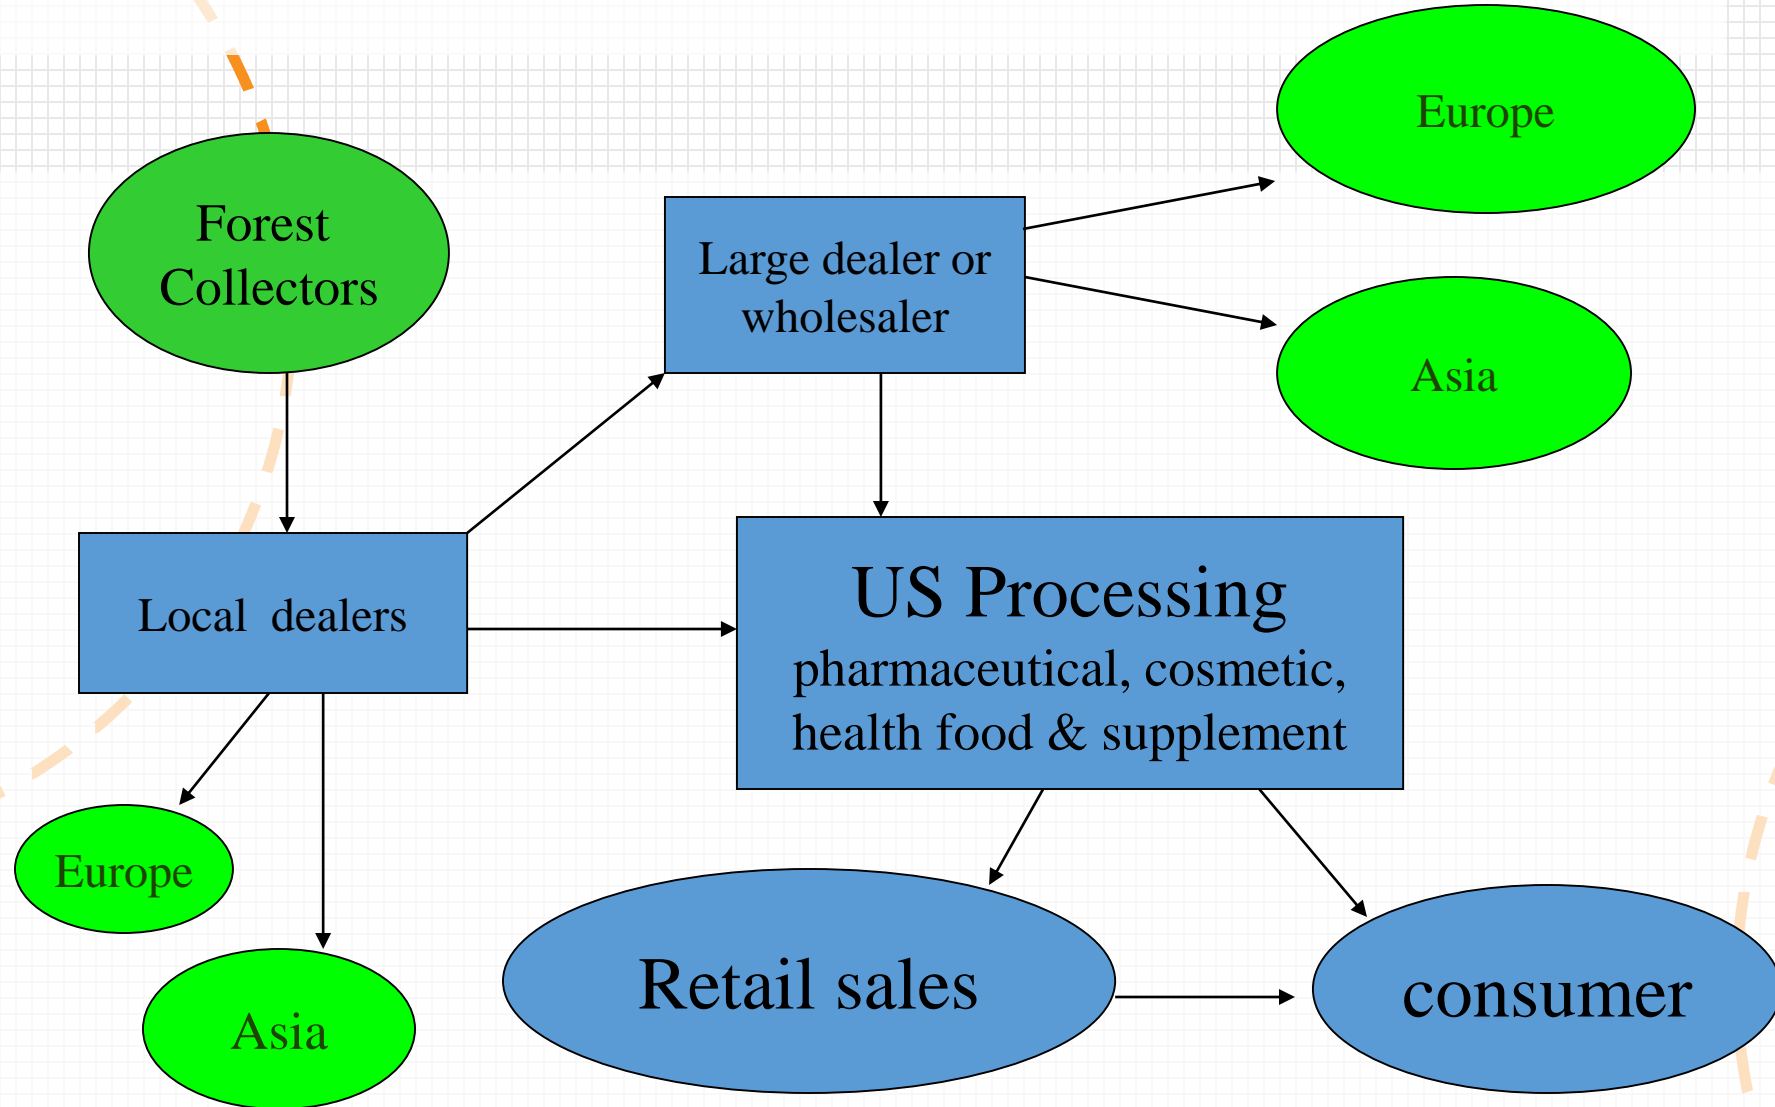 Europe
Forest
Collectors
Large dealer or
wholesaler
Asia
Local dealers
US Processing
pharmaceutical, cosmetic,
health food & supplement
Europe
Asia
Retail sales
consumer